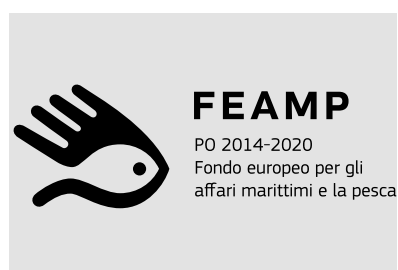 FEAMP
PO 2014-2020
Fondo europeo per gli
affari marittimi e la pesca